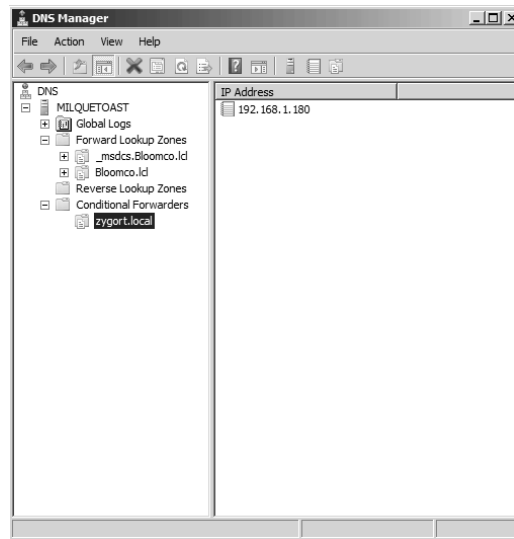 DNS Manager
File Action View Help
DNS
MILQUETOAST
Global Logs
Forward Lookup Zones
_msdcs.Bloomco.lcl
Bloomco.lcl
Reverse Lookup Zones
Conditional Forwarders
zygort.local
IP Address
192.168.1.180